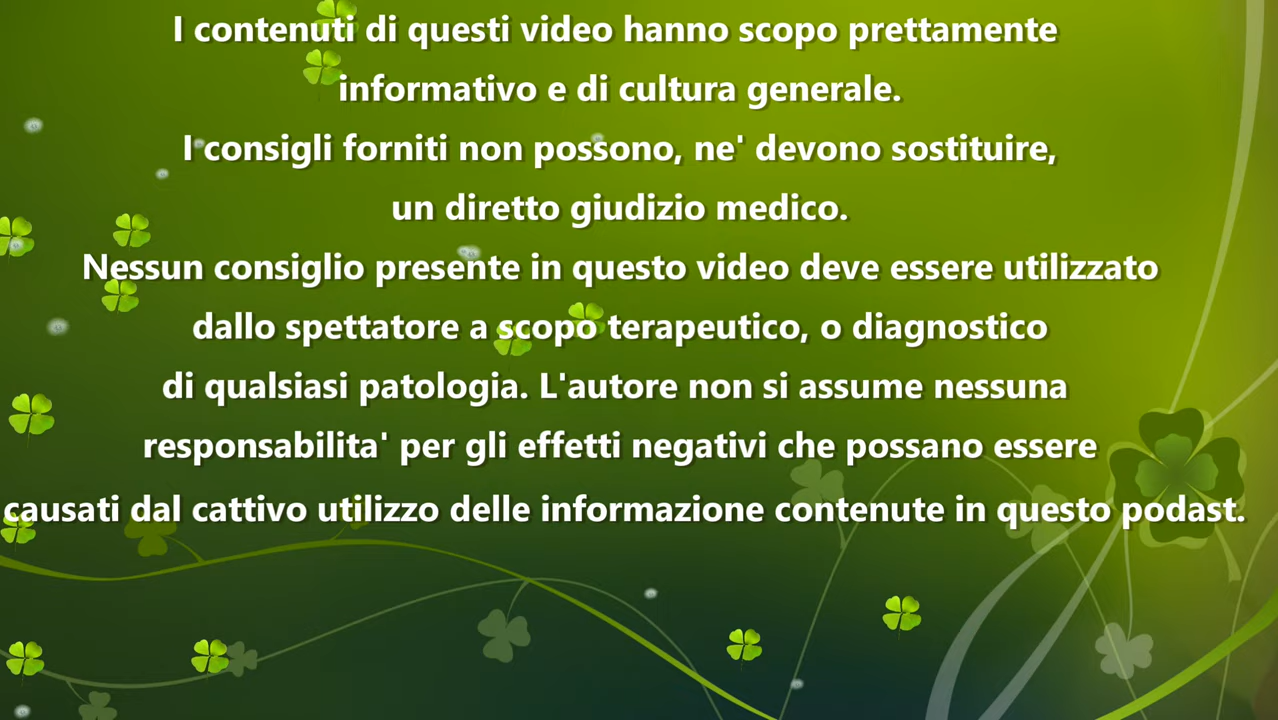 I contenuti di questi video hanno scopo prettamente
informativo e di cultura generale.
I consigli forniti non possono, ne' devono sostituire,
un diretto giudizio medico.
Nessun consiglio presente in questo video deve essere utilizzato
dallo spettatore a scopo terapeutico, o diagnostico
di qualsiasi patologia. L'autore non si assume nessuna
responsabilita' per gli effetti negativi che possano essere
causati dal cattivo utilizzo delle informazione contenute in questo podast.